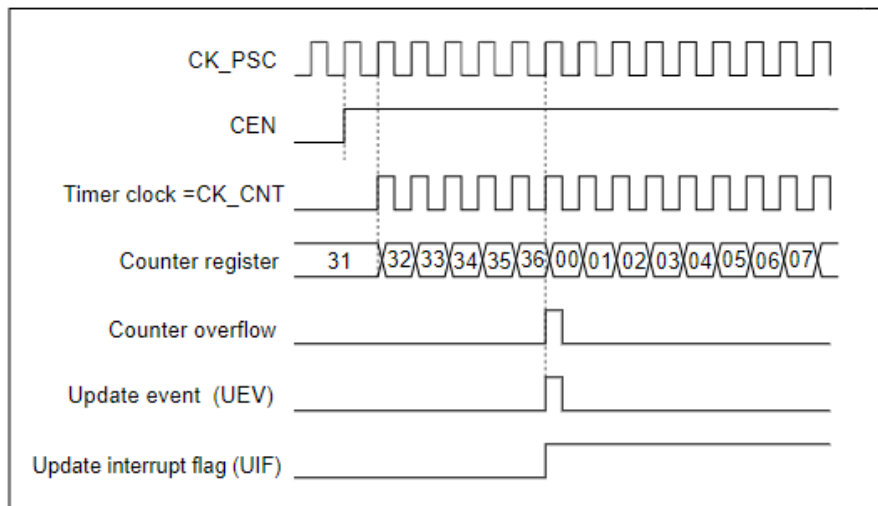 CK_PSC
CEN
Timer clock =CK_CNT
Counter register 31 32 33 34 35 36 00 01 02 03 04 05 06 07
Counter overflow
Update event (UEV)
Update interrupt flag (UIF)